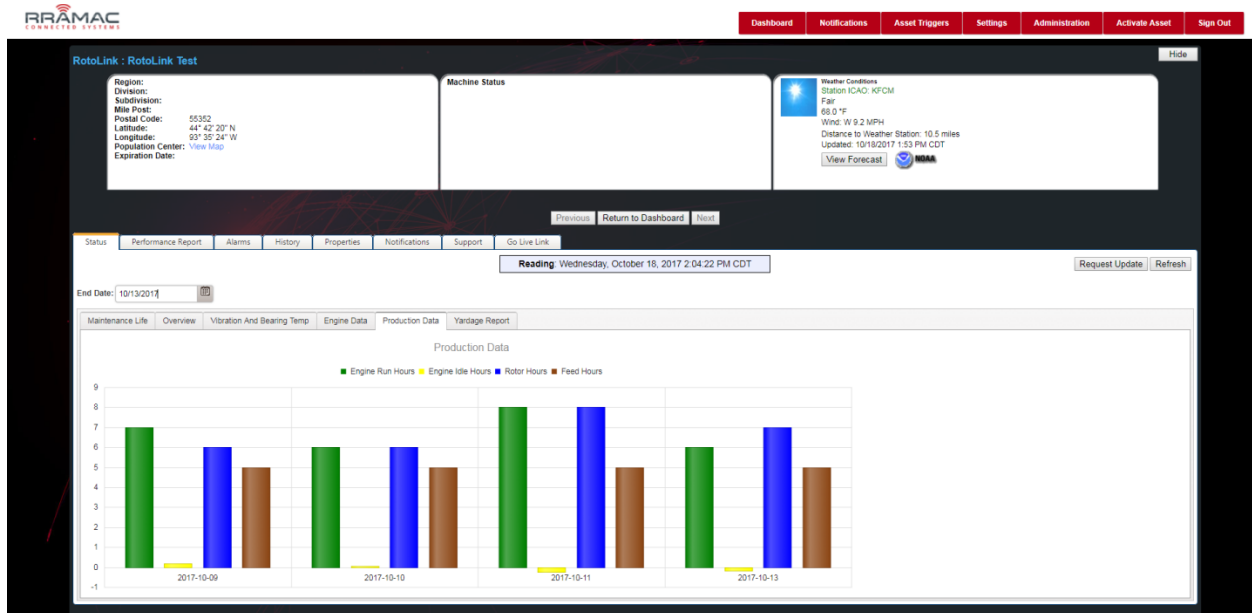 RRÅMAC
CONNECTED SYSTEMS
Dashboard Notifications Asset Triggers Settings Administration Activate Asset Sign Out
RotoLink : RotoLink Test
Hide
Region:
Division:
Subdivision:
Mile Post:
Postal Code: 55352
Latitude: 44° 42' 20" N
Longitude: 93° 35' 24" W
Population Center: View Map
Expiration Date:
Machine Status
Weather Conditions
Station ICAO: KFCM
Fair
68.0 °F
Wind: W 9.2 MPH
Distance to Weather Station: 10.5 miles
Updated: 10/18/2017 1:53 PM CDT
View Forecast NOAA
Previous Return to Dashboard Next
Status Performance Report Alarms History Properties Notifications Support Go Live Link
Reading: Wednesday, October 18, 2017 2:04:22 PM CDT
Request Update Refresh
End Date: 10/13/2017
Maintenance Life Overview Vibration And Bearing Temp Engine Data Production Data Yardage Report
Production Data
Engine Run Hours Engine Idle Hours Rotor Hours Feed Hours
9
8
7
6
5
4
3
2
1
0
-1
2017-10-09 2017-10-10 2017-10-11 2017-10-13